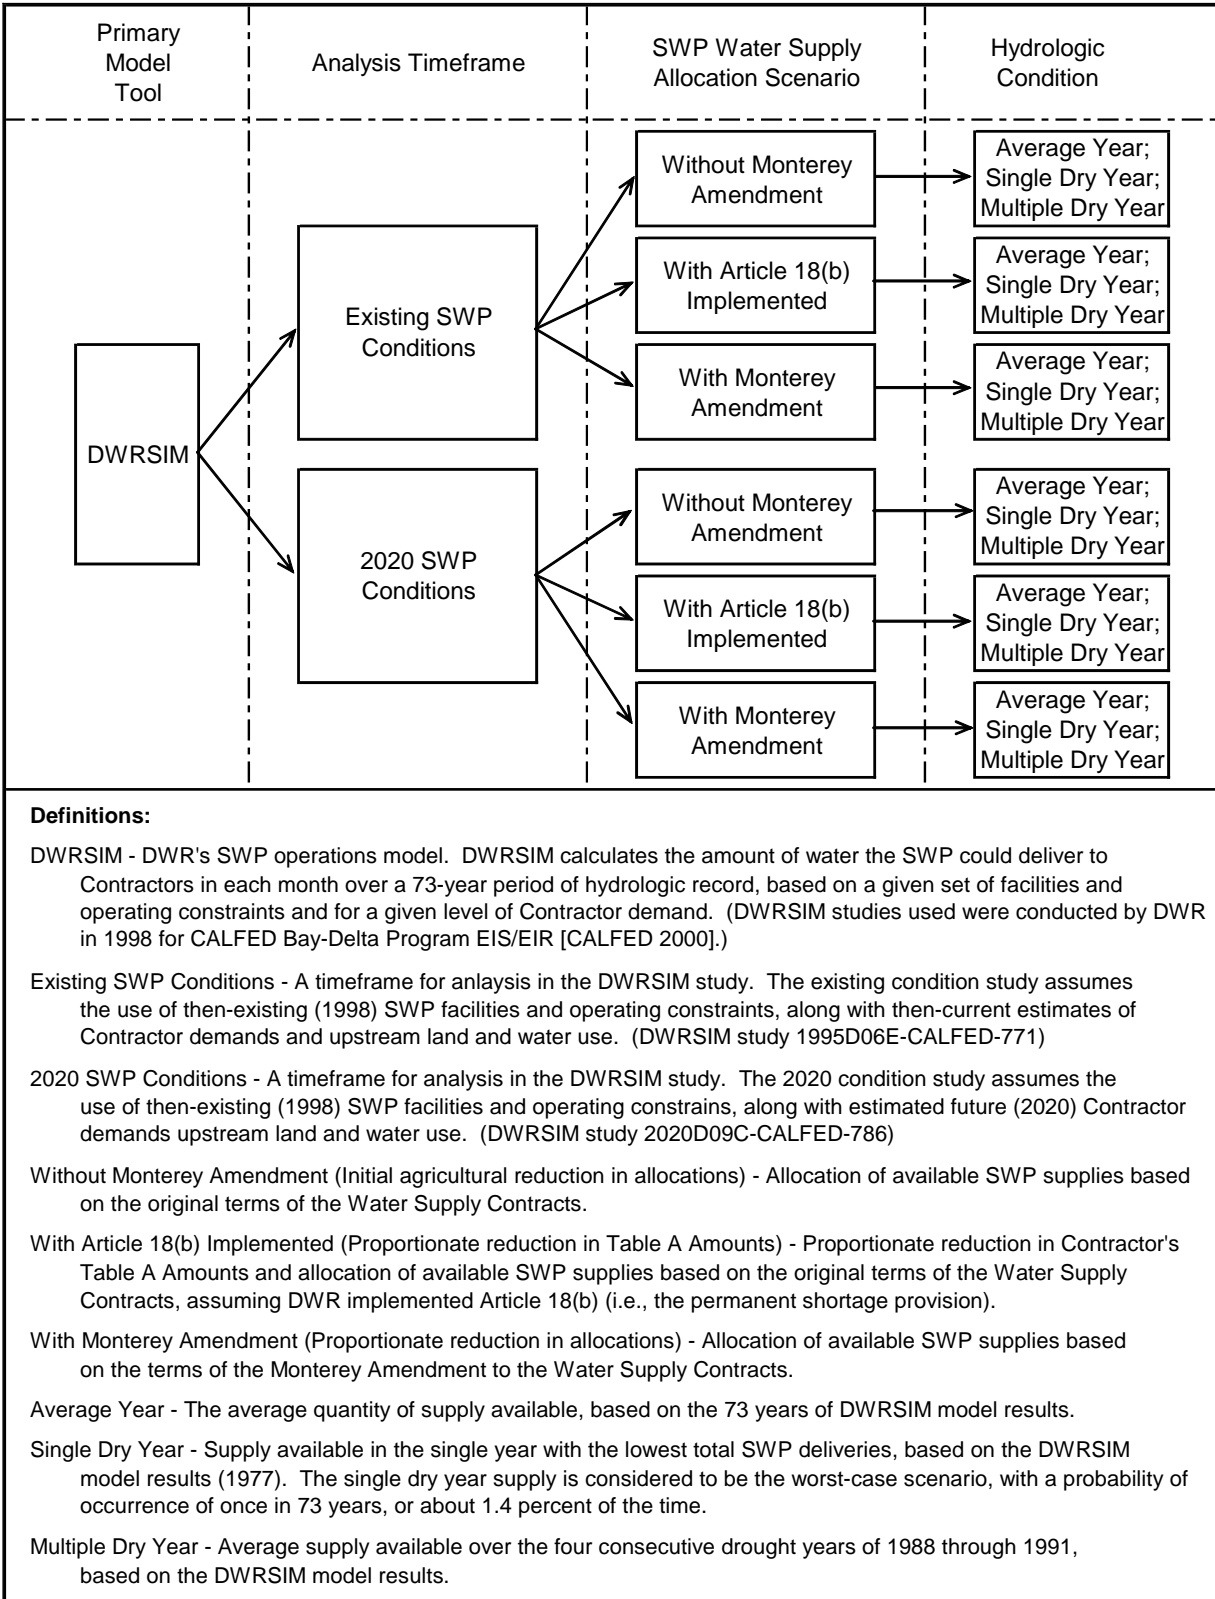 Primary
Model
Tool
Analysis Timeframe
SWP Water Supply
Allocation Scenario
Hydrologic
Condition
DWRSIM
Existing SWP
Conditions
Without Monterey
Amendment
Average Year;
Single Dry Year;
Multiple Dry Year
With Article 18(b)
Implemented
Average Year;
Single Dry Year;
Multiple Dry Year
With Monterey
Amendment
Average Year;
Single Dry Year;
Multiple Dry Year
2020 SWP
Conditions
Without Monterey
Amendment
Average Year;
Single Dry Year;
Multiple Dry Year
With Article 18(b)
Implemented
Average Year;
Single Dry Year;
Multiple Dry Year
With Monterey
Amendment
Average Year;
Single Dry Year;
Multiple Dry Year
Definitions:
DWRSIM - DWR's SWP operations model. DWRSIM calculates the amount of water the SWP could deliver to
Contractors in each month over a 73-year period of hydrologic record, based on a given set of facilities and
operating constraints and for a given level of Contractor demand. (DWRSIM studies used were conducted by DWR
in 1998 for CALFED Bay-Delta Program EIS/EIR [CALFED 2000].)
Existing SWP Conditions - A timeframe for anlaysis in the DWRSIM study. The existing condition study assumes
the use of then-existing (1998) SWP facilities and operating constraints, along with then-current estimates of
Contractor demands and upstream land and water use. (DWRSIM study 1995D06E-CALFED-771)
2020 SWP Conditions - A timeframe for analysis in the DWRSIM study. The 2020 condition study assumes the
use of then-existing (1998) SWP facilities and operating constrains, along with estimated future (2020) Contractor
demands upstream land and water use. (DWRSIM study 2020D09C-CALFED-786)
Without Monterey Amendment (Initial agricultural reduction in allocations) - Allocation of available SWP supplies based
on the original terms of the Water Supply Contracts.
With Article 18(b) Implemented (Proportionate reduction in Table A Amounts) - Proportionate reduction in Contractor's
Table A Amounts and allocation of available SWP supplies based on the original terms of the Water Supply
Contracts, assuming DWR implemented Article 18(b) (i.e., the permanent shortage provision).
With Monterey Amendment (Proportionate reduction in allocations) - Allocation of available SWP supplies based
on the terms of the Monterey Amendment to the Water Supply Contracts.
Average Year - The average quantity of supply available, based on the 73 years of DWRSIM model results.
Single Dry Year - Supply available in the single year with the lowest total SWP deliveries, based on the DWRSIM
model results (1977). The single dry year supply is considered to be the worst-case scenario, with a probability of
occurrence of once in 73 years, or about 1.4 percent of the time.
Multiple Dry Year - Average supply available over the four consecutive drought years of 1988 through 1991,
based on the DWRSIM model results.